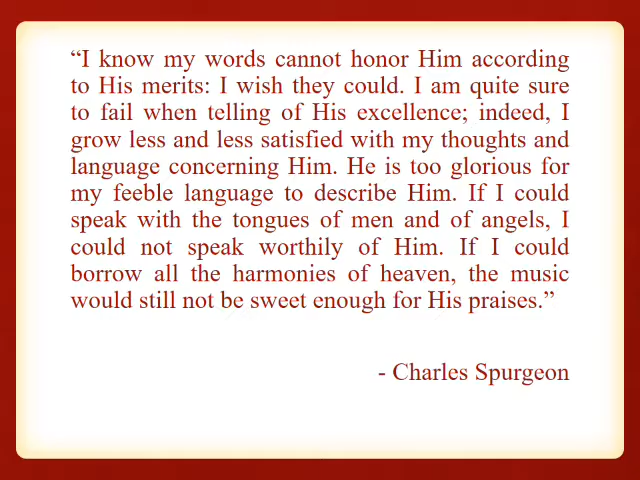 “I know my words cannot honor Him according
to His merits: I wish they could. I am quite sure
to fail when telling of His excellence; indeed, I
grow less and less satisfied with my thoughts and
language concerning Him. He is too glorious for
my feeble language to describe Him. If I could
speak with the tongues of men and of angels, I
could not speak worthily of Him. If I could
borrow all the harmonies of heaven, the music
would still not be sweet enough for His praises.”
- Charles Spurgeon